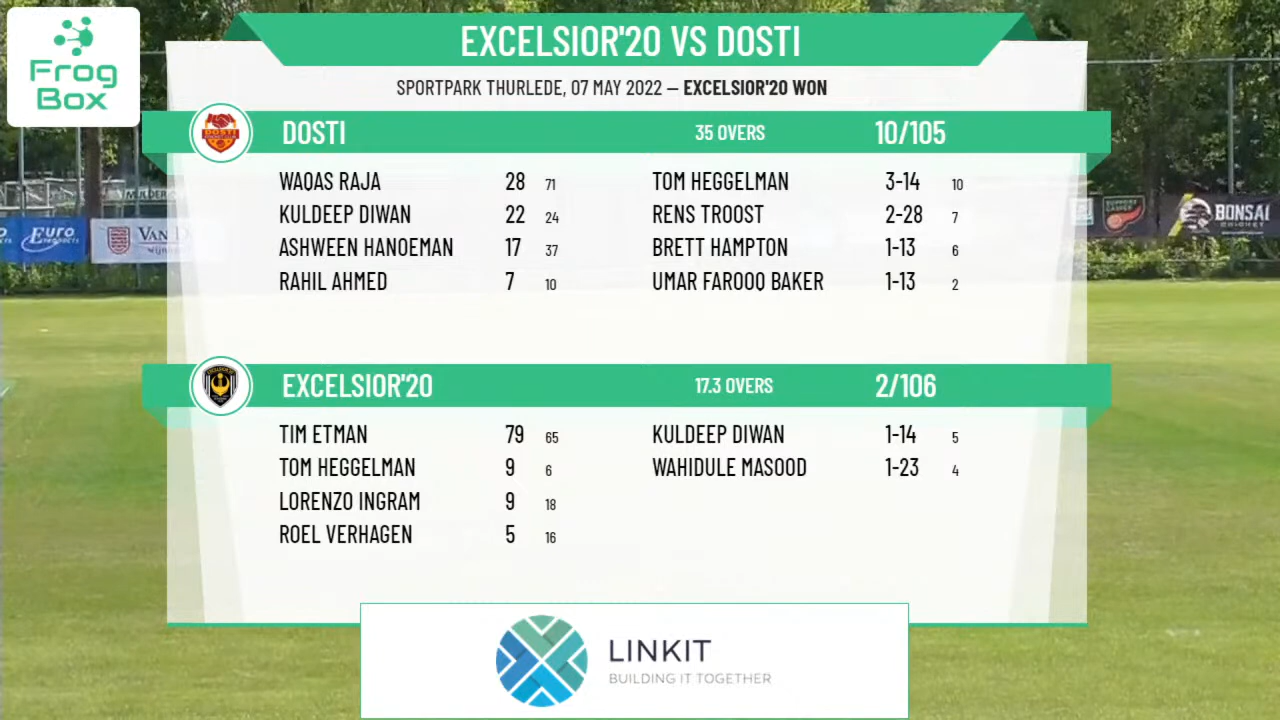 Frog
Box
EXCELSIOR'20 VS DOSTI
SPORTPARK THURLEDE, 07 MAY 2022 – EXCELSIOR'20 WON
DOSTI 35 OVERS 10/105
WAQAS RAJA 28 71 TOM HEGGELMAN 3-14 10
KULDEEP DIWAN 22 24 RENS TROOST 2-28 7
ASHWEEN HANOEMAN 17 37 BRETT HAMPTON 1-13 6
RAHIL AHMED 7 10 UMAR FAROOQ BAKER 1-13 2
EURO
VAN D
BONSAI
CRICKET
EXCELSIOR'20 17.3 OVERS 2/106
TIM ETMAN 79 65 KULDEEP DIWAN 1-14 5
TOM HEGGELMAN 9 6 WAHIDULE MASOOD 1-23 4
LORENZO INGRAM 9 18
ROEL VERHAGEN 5 16
LINKIT
BUILDING IT TOGETHER